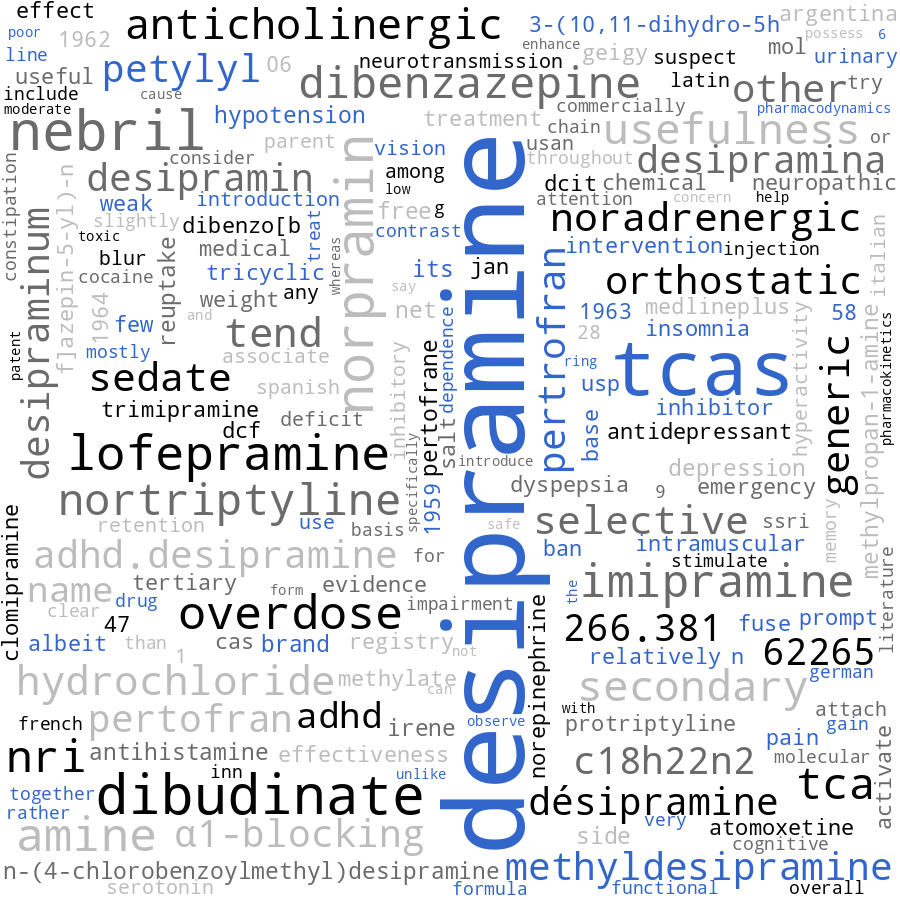 effect
anticholinergic
3-(10,11-dihydro-5h
argentina
poor
1962
enhance
possess
6
line
petylyl
06
neurotransmission
geigy
suspect
mol
urinary
useful
dibenzazepine
latin
other
try
include
cause
commercially
pharmacodynamics
moderate
hypotension
treatment
chain
usefulness
or
nebril
parent
usan
consider
vision
throughout
desipramina
constipation
desipramin
among
dcit
chemical
neuropathic
flazepin-5-yl)-n
norpramin
low
attention
concern
help
weak
introduction
free
g
noradrenergic
slightly
dibenzo[b
treat
contrast
italian
toxic
desipraminum
blur
medical
whereas
desipramine
intervention
injection
cocaine
reuptake
tricyclic
its
jan
pertrofran
orthostatic
1964
weight
any
say
and
few
tend
net
1963
medlineplus
58
dependence
28
insomnia
hyperactivity
patent
mostly
associate
ring
tcas
pharmacokinetics
sedate
spanish
inhibitory
pertofrane
usp
generic
methylpropan-1-amine
trimipramine
deficit
inhibitor
dcf
salt
base
antidepressant
lofepramine
specifically
introduce
depression
nortriptyline
1959
dyspepsia
9
emergency
clomipramine
retention
use
basis
safe
selective
ssri
memory
adhd.desipramine
for
ban
intramuscular
stimulate
literature
name
tertiary
form
evidence
the
imipramine
clear
drug
overdose
impairment
norepinephrine
47
266.381
fuse
prompt
albeit
than
cas
brand
registry
not
1
relatively
n
62265
hydrochloride
methylate
can
secondary
german
french
pertofran
adhd
irene
observe
with
attach
protriptyline
gain
nri
antihistamine
effectiveness
pain
activate
inn
unlike
c18h22n2
molecular
together
dibudinate
tca
rather
désipramine
amine
α1-blocking
side
very
atomoxetine
cognitive
n-(4-chlorobenzoylmethyl)desipramine
methyldesipramine
serotonin
formula
functional
overall